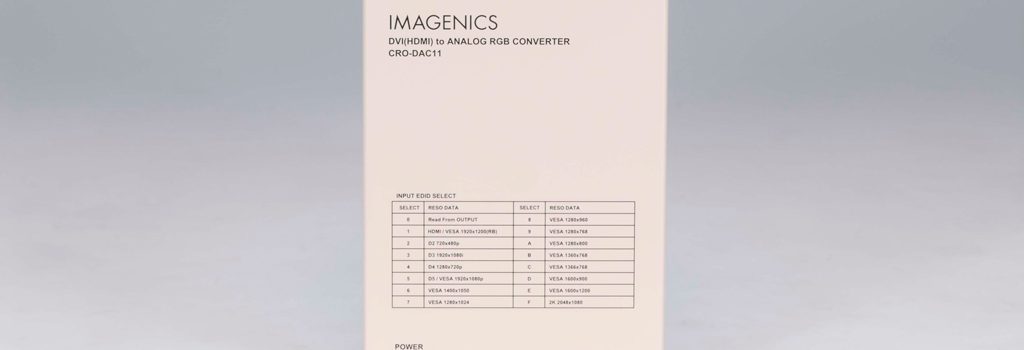 IMAGENICS
DVI(HDMI) to ANALOG RGB CONVERTER
CRO-DAC11
INPUT EDID SELECT
SELECT RESO DATA SELECT RESO DATA
0 Read From OUTPUT 8 VESA 1280x960
1 HDMI / VESA 1920x1200(RB) 9 VESA 1280x768
2 D2 720x480p A VESA 1280x800
3 D3 1920x1080i B VESA 1360x768
4 D4 1280x720p C VESA 1366x768
5 D5 / VESA 1920x1080p D VESA 1600x900
6 VESA 1400x1050 E VESA 1600x1200
7 VESA 1280x1024 F 2K 2048x1080
POWER